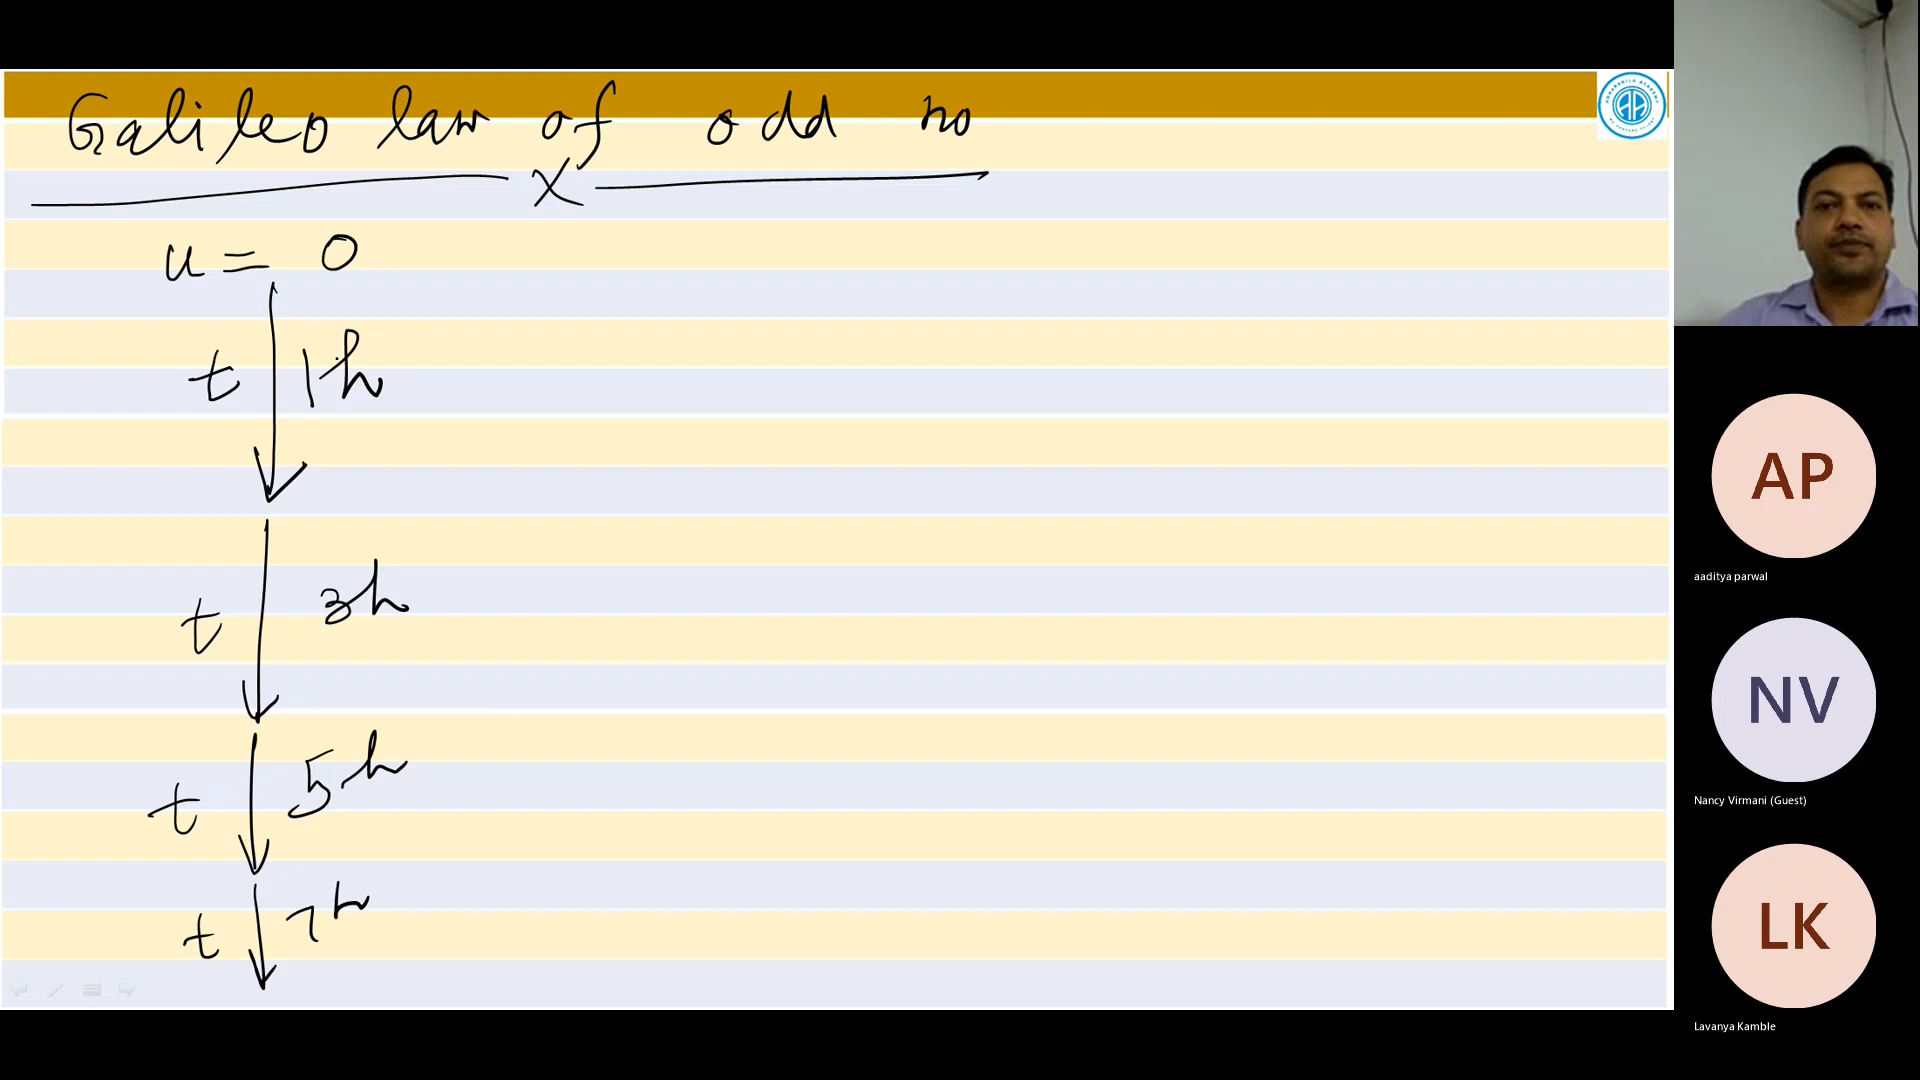 Galileo law of odd no
x
u = 0
t 1h
t 3h
t 5h
t 7h
AP
aaditya parwal
NV
Nancy Virmani (Guest)
LK
Lavanya Kamble